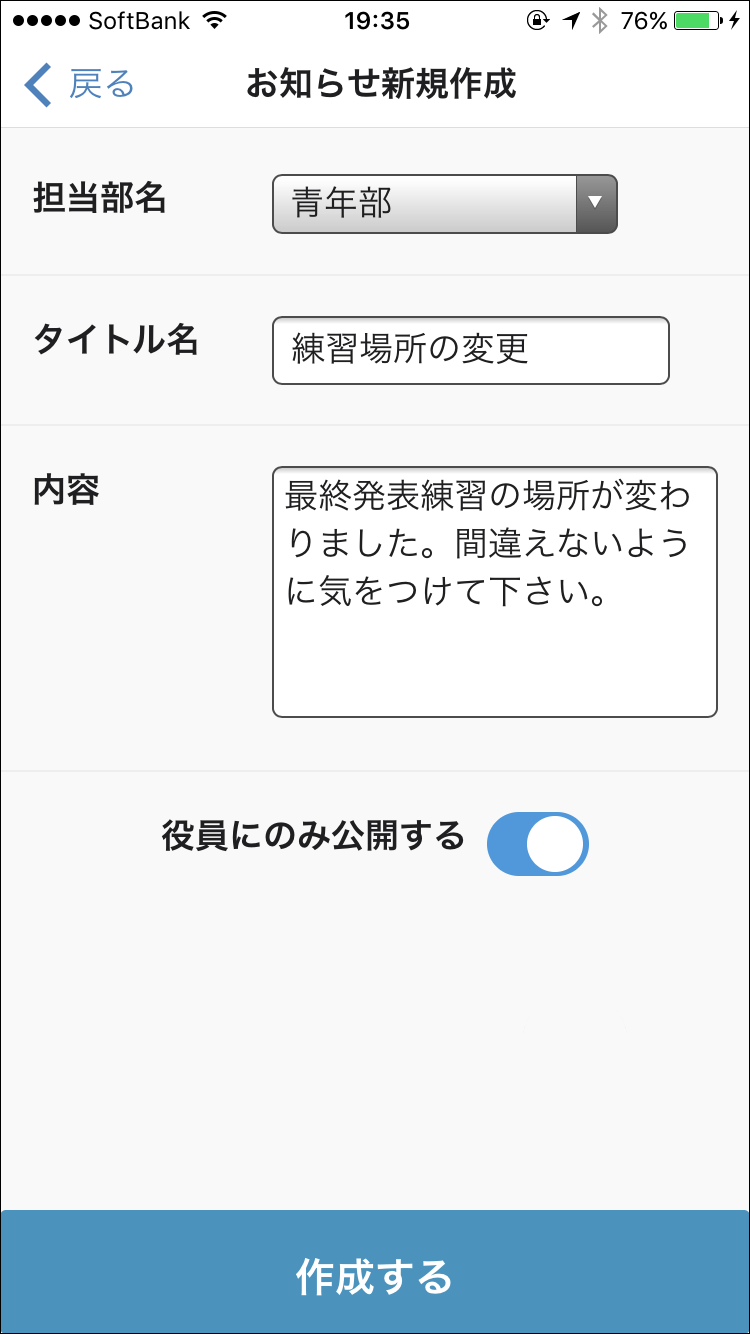 SoftBank 19:35 76%
戻る お知らせ新規作成
担当部名 青年部
タイトル名 練習場所の変更
内容
最終発表練習の場所が変わ
りました。間違えないよう
に気をつけて下さい。
役員にのみ公開する
作成する